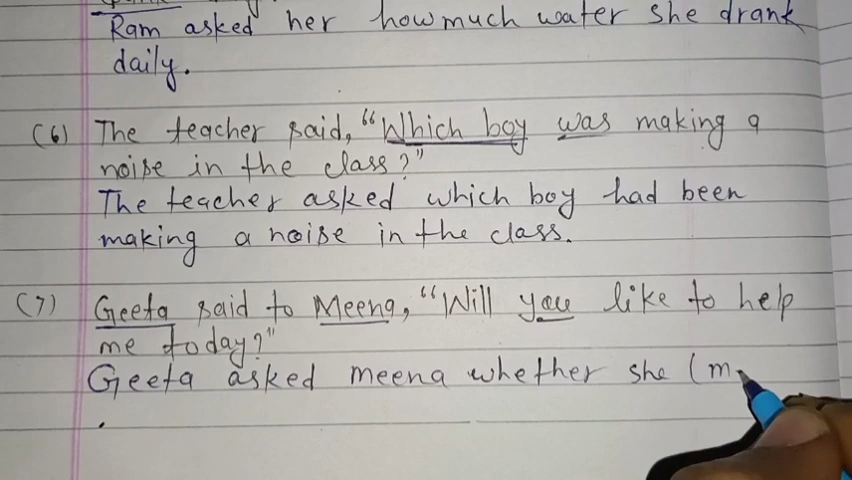 Ram asked her how much water she drank
daily.
(6) The teacher said, "Which boy was making a
noise in the class?"
The teacher asked which boy had been
making a noise in the class.
(7) Geeta said to Meena, "Will you like to help
me today?"
Geeta asked meena whether she (m